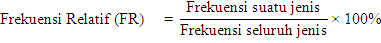 Frekuensi Relatif (FR) = Frekuensi suatu jenis / Frekuensi seluruh jenis × 100%